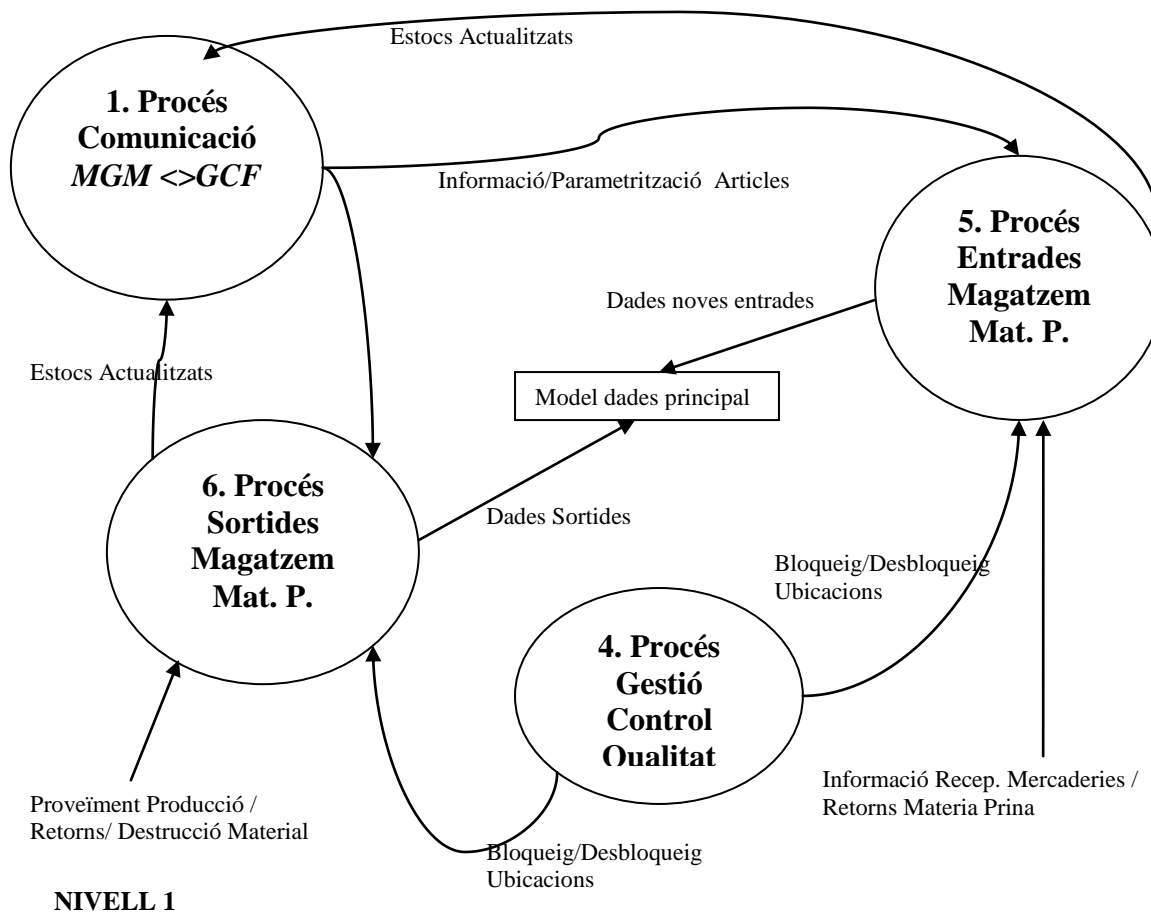 Estocs Actualitzats
1. Procés
Comunicació
MGM <>GCF
Informació/Parametrització Articles
5. Procés
Entrades
Magatzem
Mat. P.
Dades noves entrades
Estocs Actualitzats
Model dades principal
6. Procés
Sortides
Magatzem
Mat. P.
Dades Sortides
Bloqueig/Desbloqueig
Ubicacions
4. Procés
Gestió
Control
Qualitat
Informació Recep. Mercaderies /
Retorns Materia Prina
Proveïment Producció /
Retorns/ Destrucció Material
Bloqueig/Desbloqueig
Ubicacions
NIVELL 1